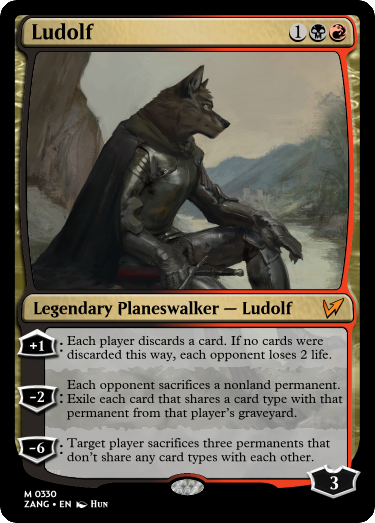 Ludolf
1
Legendary Planeswalker — Ludolf
+1: Each player discards a card. If no cards were
discarded this way, each opponent loses 2 life.
-2: Each opponent sacrifices a nonland permanent.
Exile each card that shares a card type with that
permanent from that player's graveyard.
-6: Target player sacrifices three permanents that
don't share any card types with each other.
3
M 0330
ZANG • EN Hun